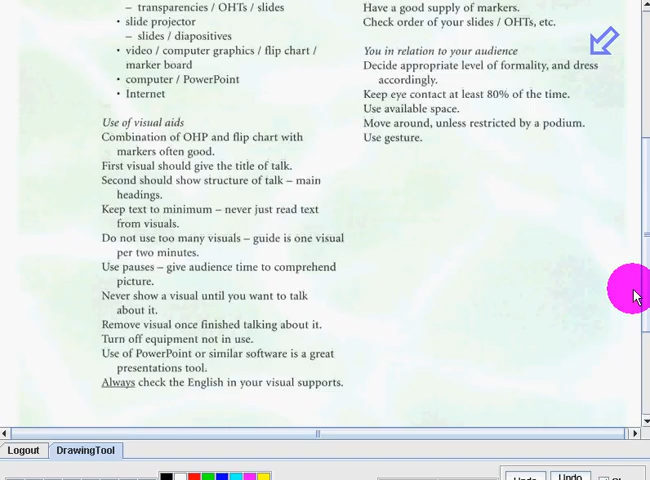 – transparencies / OHTs / slides
• slide projector
– slides / diapositives
• video / computer graphics / flip chart /
marker board
• computer / PowerPoint
• Internet
Use of visual aids
Combination of OHP and flip chart with
markers often good.
First visual should give the title of talk.
Second should show structure of talk – main
headings.
Keep text to minimum – never just read text
from visuals.
Do not use too many visuals – guide is one visual
per two minutes.
Use pauses – give audience time to comprehend
picture.
Never show a visual until you want to talk
about it.
Remove visual once finished talking about it.
Turn off equipment not in use.
Use of PowerPoint or similar software is a great
presentations tool.
Always check the English in your visual supports.
Have a good supply of markers.
Check order of your slides / OHTs, etc.
You in relation to your audience
Decide appropriate level of formality, and dress
accordingly.
Keep eye contact at least 80% of the time.
Use available space.
Move around, unless restricted by a podium.
Use gesture.
Logout
DrawingTool
Undo
Undo